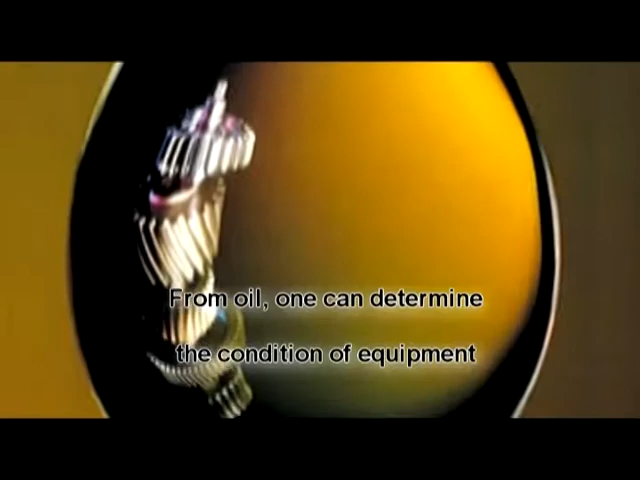 From oil, one can determine
the condition of equipment